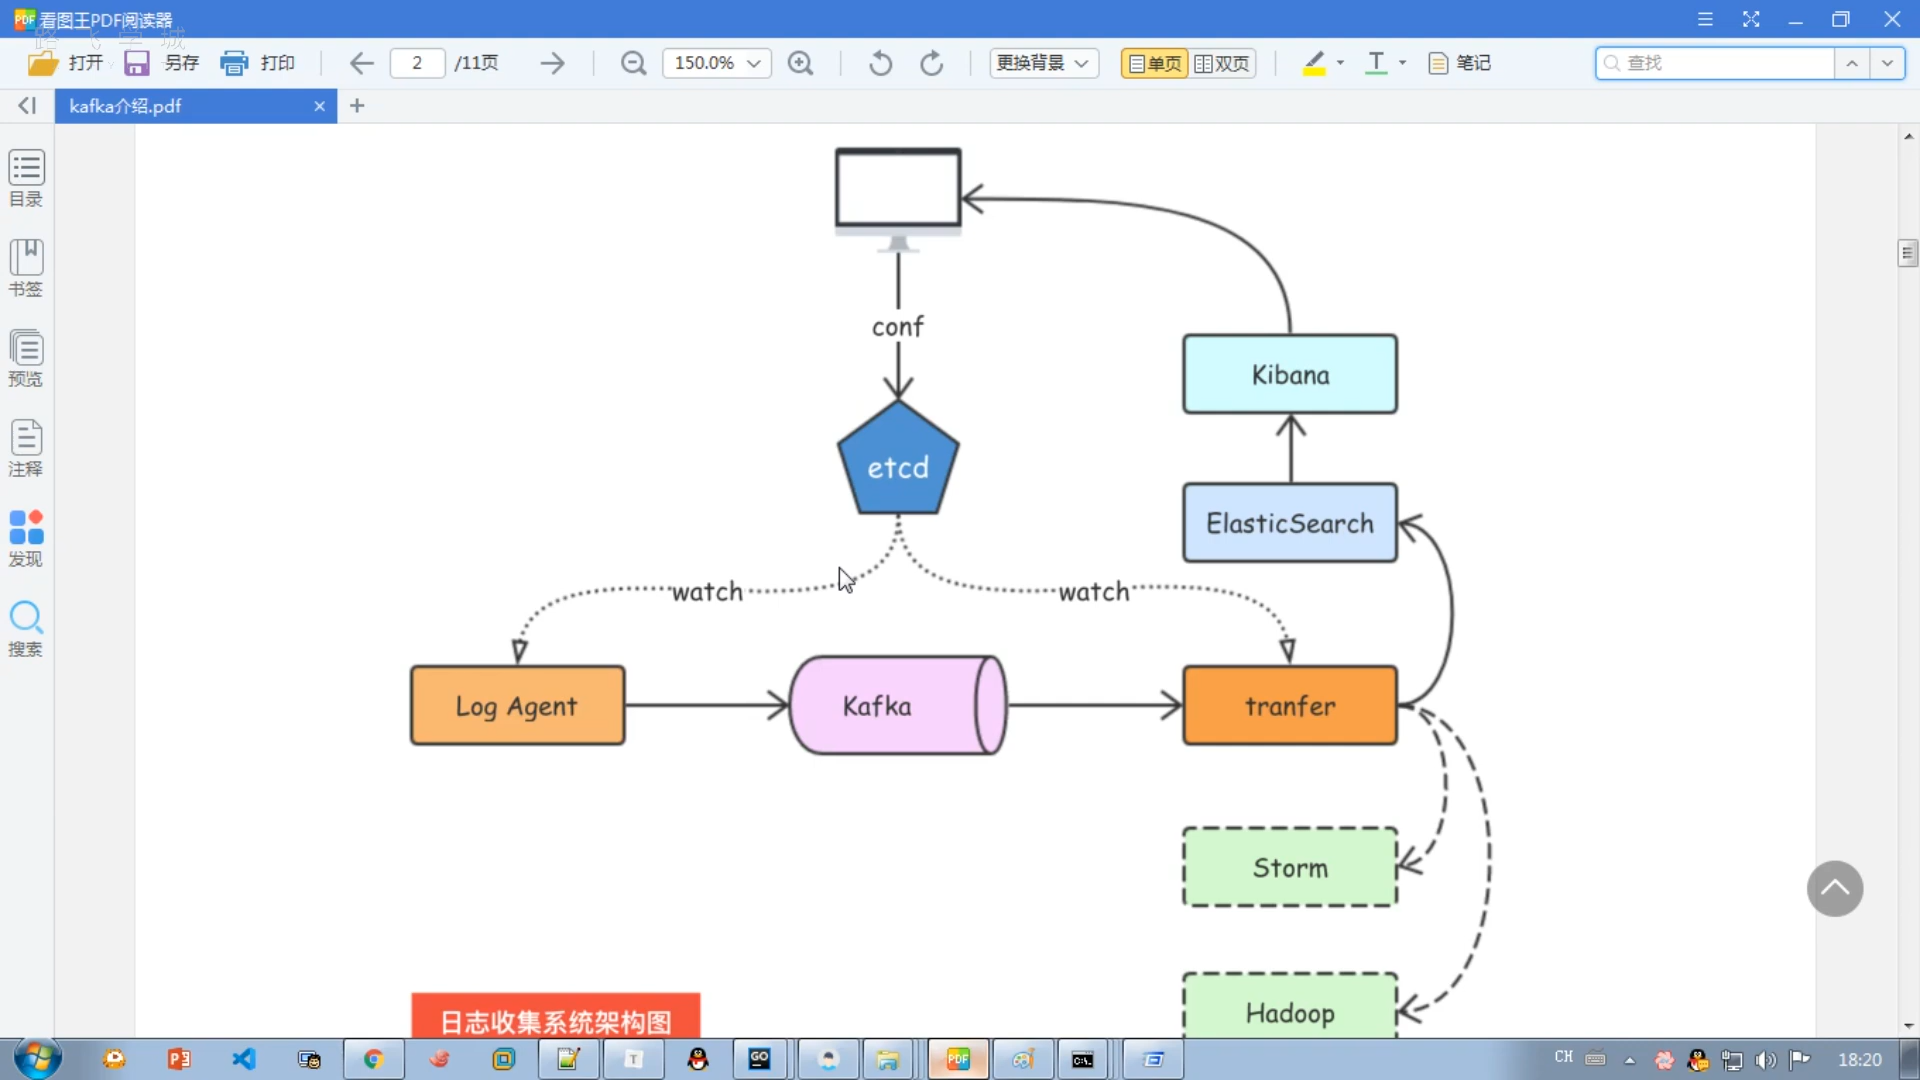 看图王PDF阅读器
路飞学城
打开
另存
打印
2
/11页
150.0%
更换背景
单页
双页
笔记
查找
kafka介绍.pdf
目录
书签
预览
注释
发现
搜索
conf
etcd
Kibana
ElasticSearch
watch
watch
Log Agent
Kafka
tranfer
Storm
Hadoop
日志收集系统架构图
CH
18:20